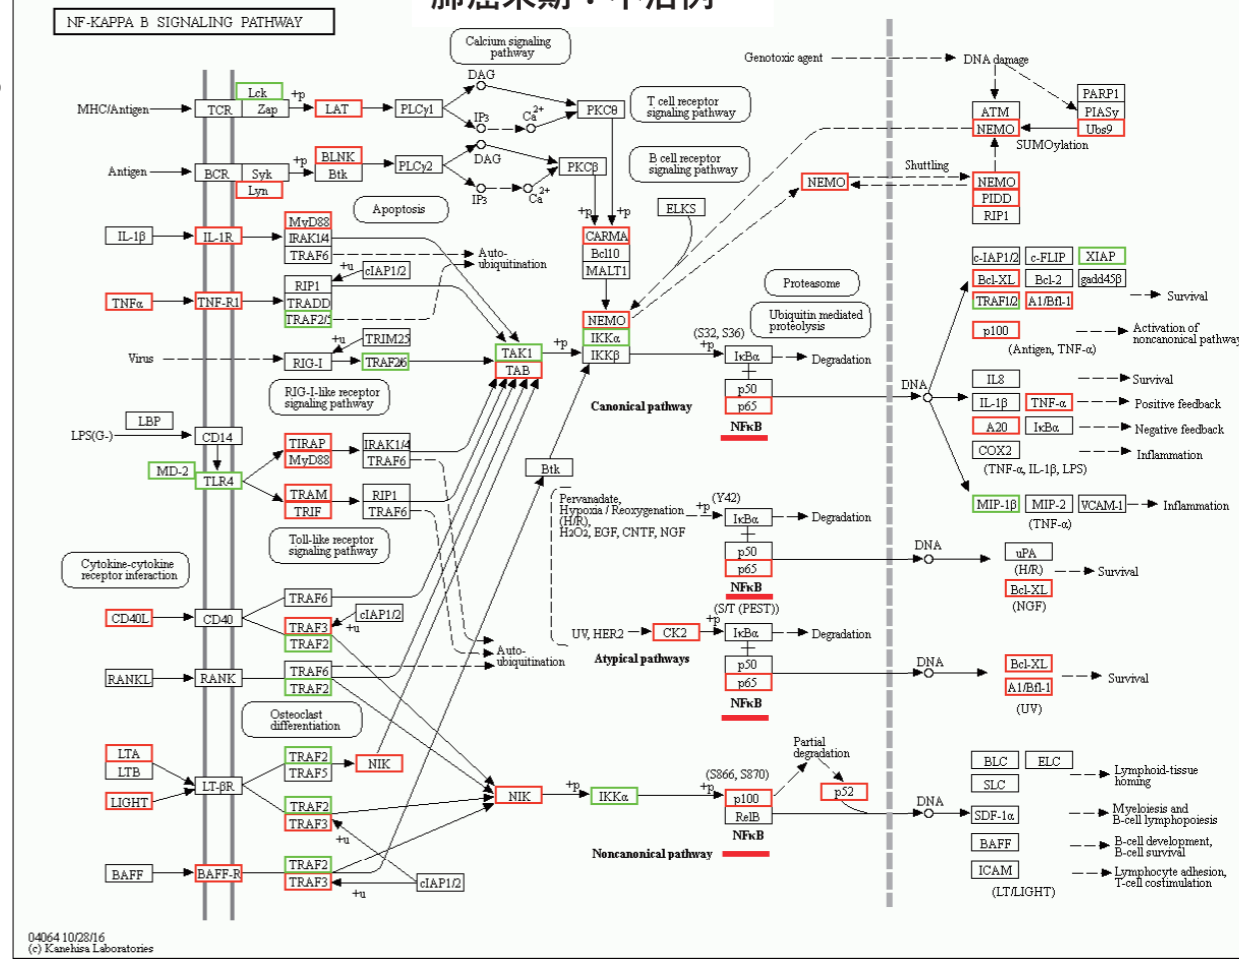 肺癌末期・不治例
NF-KAPPA B SIGNALING PATHWAY
Calcium signaling
pathway
Genotoxic agent
DNA damage
Lck
MHC/Antigen
TCR
Zap
+p
LAT
PLCγ1
DAG
IP3
Ca2+
PKCθ
T cell receptor
signaling pathway
ATM
NEMO
PARP1
PIASy
Ubs9
SUMOylation
Antigen
BCR
Syk
Lyn
+p
BLNK
Btk
PLCγ2
DAG
IP3
Ca2+
PKCβ
B cell receptor
signaling pathway
Shuttling
NEMO
NEMO
PIDD
RIP1
Apoptosis
+p
+p
ELKS
IL-1β
IL-1R
MyD88
IRAK1/4
TRAF6
Auto-
ubiquitination
CARMA
Bcl10
MALT1
c-IAP1/2
c-FLIP
XIAP
Bcl-XL
Bcl-2
gadd45β
TRAF1/2
A1/Bfl-1
Survival
+u
cIAP1/2
TNFα
TNF-R1
RIP1
TRADD
TRAF2/5
Proteasome
Ubiquitin mediated
proteolysis
NEMO
IKKα
IKKβ
p100
Activation of
noncanonical pathway
(Antigen, TNF-α)
Virus
RIG-I
+u
TRIM25
TRAF2/6
TAK1
TAB
+p
(S32, S36)
+p
IκBα
Degradation
p50
p65
NFκB
Canonical pathway
DNA
IL8
Survival
IL-1β
TNF-α
Positive feedback
A20
IκBα
Negative feedback
COX2
Inflammation
(TNF-α, IL-1β, LPS)
RIG-I-like receptor
signaling pathway
LBP
LPS(G-)
CD14
MD-2
TLR4
TIRAP
MyD88
IRAK1/4
TRAF6
TRAM
TRIF
RIP1
TRAF6
Btk
MIP-1β
MIP-2
VCAM-1
Inflammation
(TNF-α)
Toll-like receptor
signaling pathway
Pervanadate,
Hypoxia / Reoxygenation
(H/R),
H2O2, EGF, CNTF, NGF
+p
(Y42)
IκBα
Degradation
p50
p65
NFκB
DNA
uPA
(H/R)
Bcl-XL
(NGF)
Survival
Cytokine-cytokine
receptor interaction
CD40L
CD40
TRAF6
TRAF3
TRAF2
+u
cIAP1/2
Auto-
ubiquitination
UV, HER2
CK2
(S/T (PEST))
+p
IκBα
Degradation
Atypical pathways
p50
p65
NFκB
DNA
Bcl-XL
A1/Bfl-1
(UV)
Survival
RANKL
RANK
TRAF6
TRAF2
Osteoclast
differentiation
LTA
LTB
LIGHT
LT-βR
TRAF2
TRAF5
NIK
TRAF2
TRAF3
+u
NIK
+p
IKKα
(S866, S870)
+p
p100
RelB
NFκB
Partial
degradation
p52
Noncanonical pathway
DNA
BLC
ELC
SLC
Lymphoid-tissue
homing
SDF-1α
Myeloiesis and
B-cell lymphopoiesis
BAFF
B-cell development,
B-cell survival
ICAM
Lymphocyte adhesion,
T-cell costimulation
(LT/LIGHT)
BAFF
BAFF-R
TRAF2
TRAF3
+u
cIAP1/2
04064 10/28/16
(c) Kanehisa Laboratories